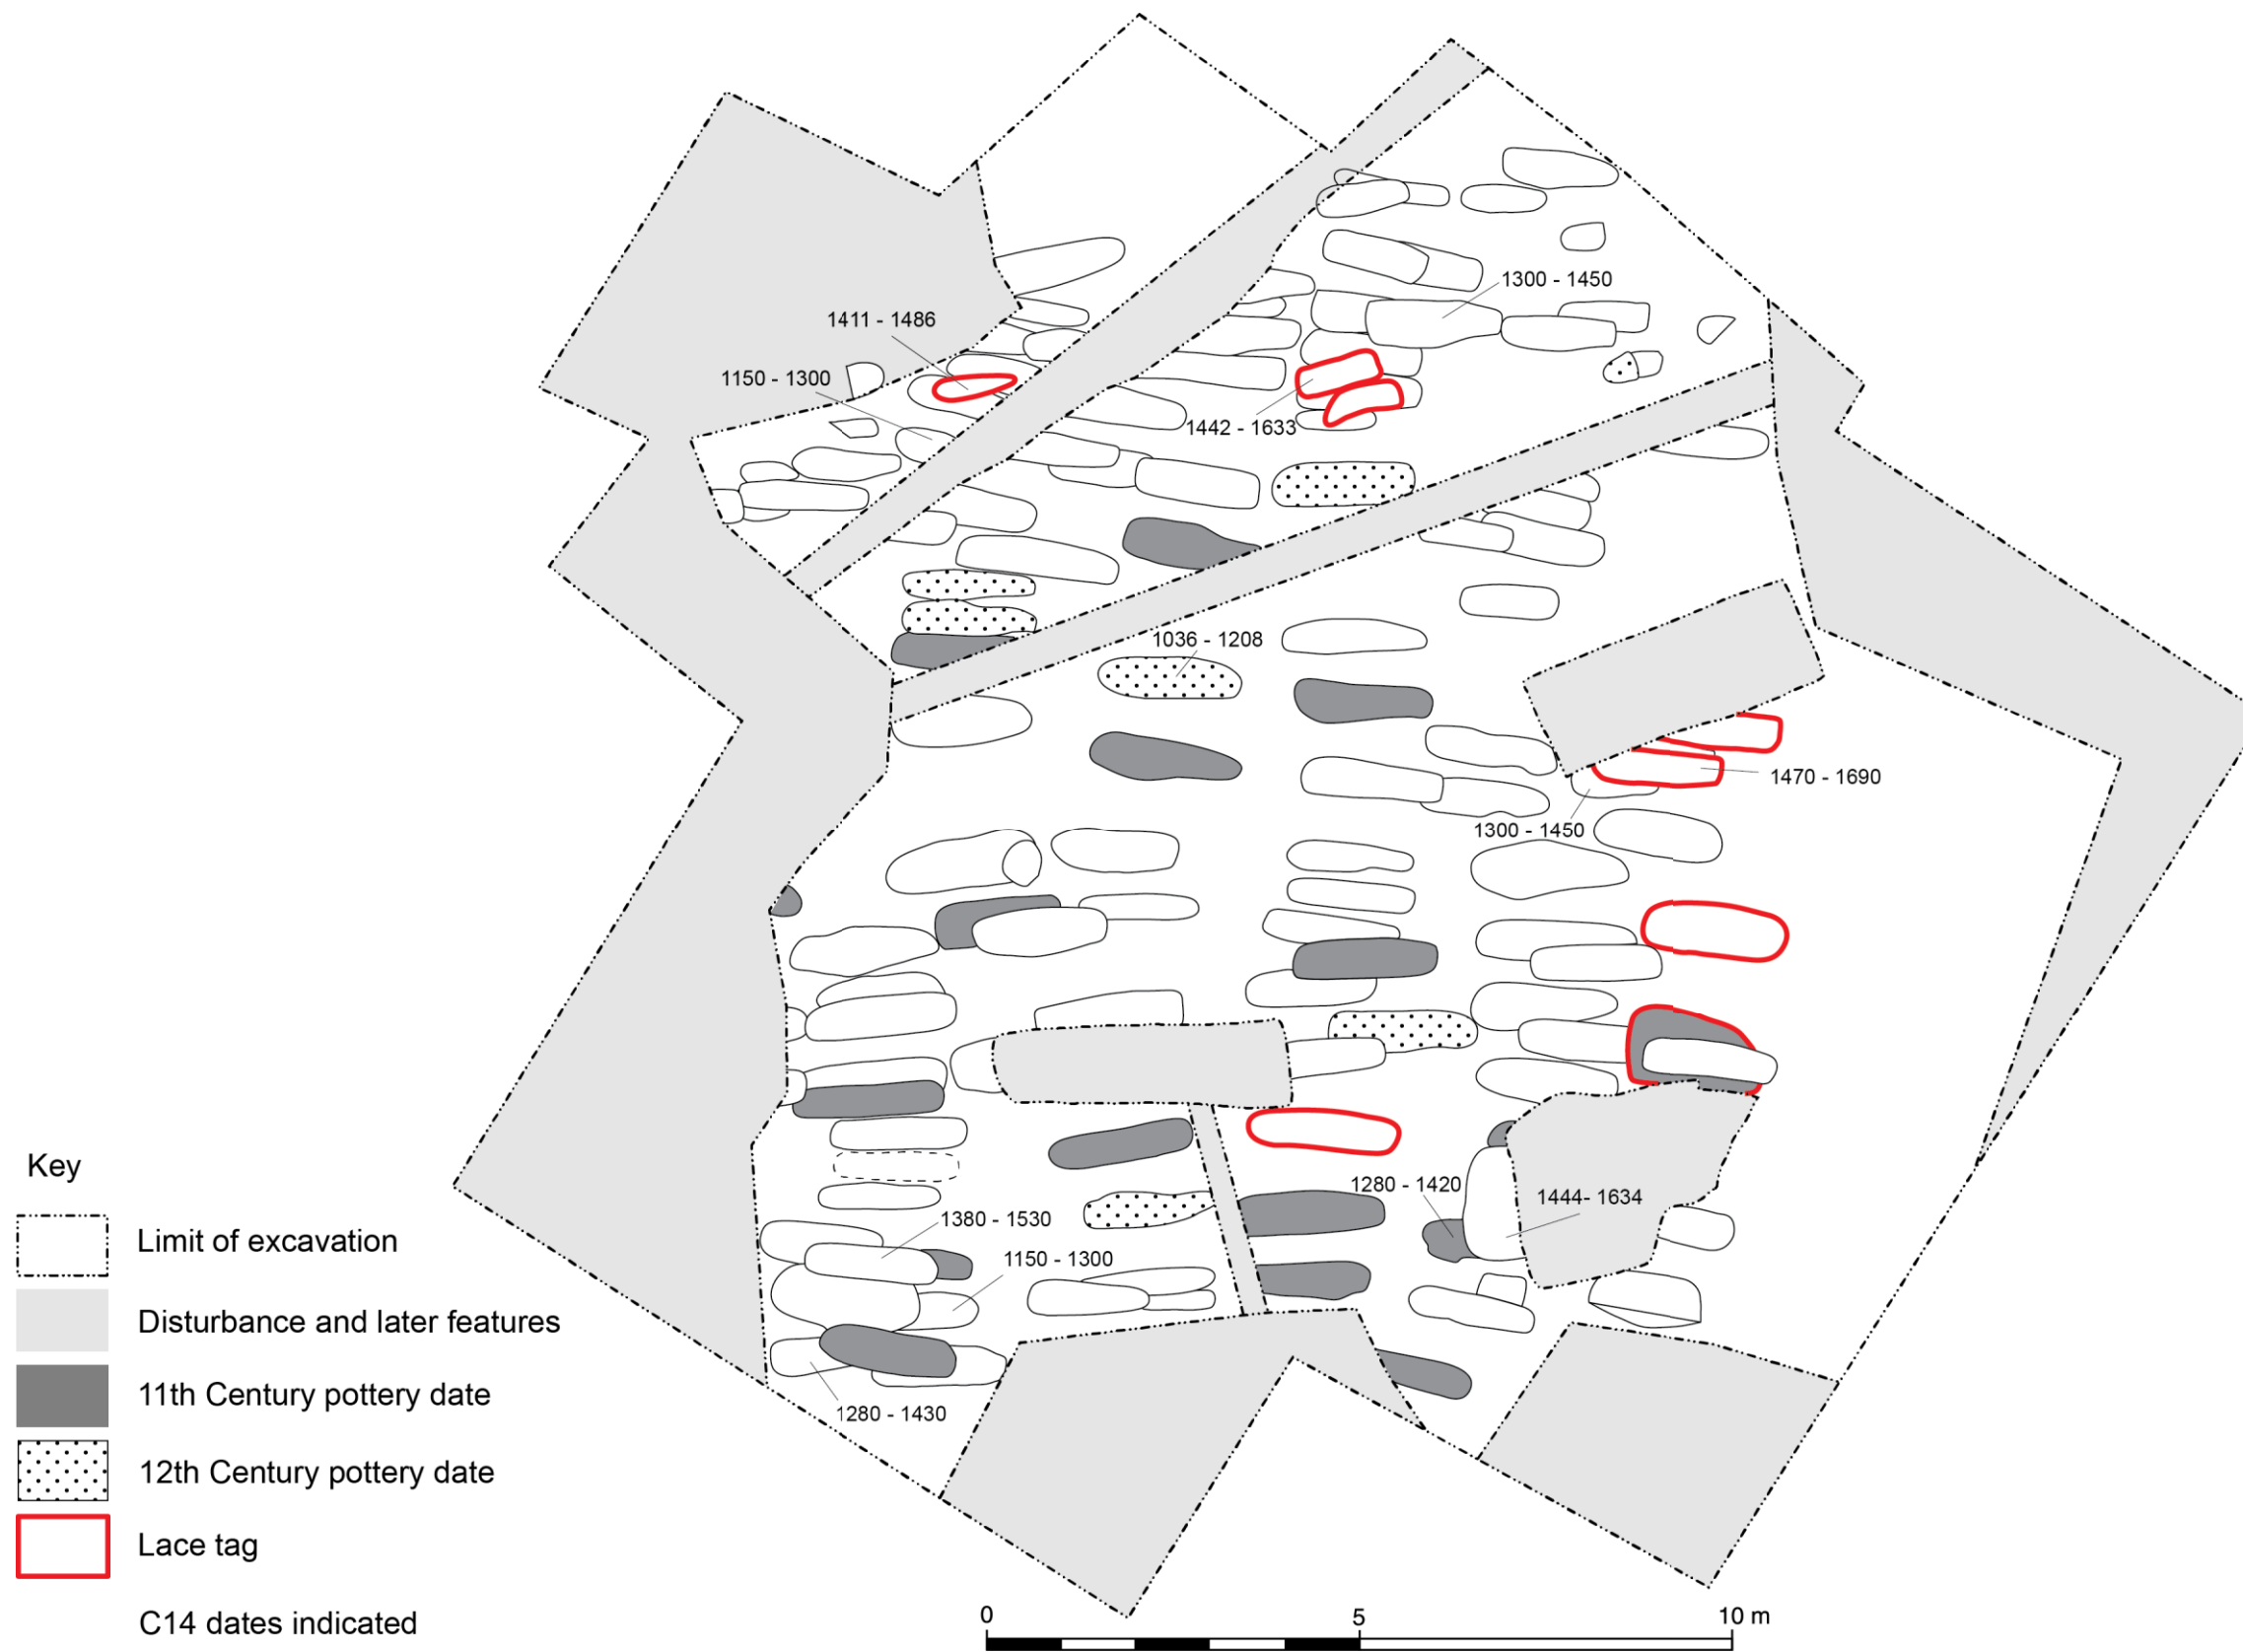 1300 - 1450
1411 - 1486
1150 - 1300
1442 - 1633
1036 - 1208
1470 - 1690
1300 - 1450
1280 - 1420
1444- 1634
1380 - 1530
1150 - 1300
1280 - 1430
Key
Limit of excavation
Disturbance and later features
11th Century pottery date
12th Century pottery date
Lace tag
C14 dates indicated
0 5 10 m